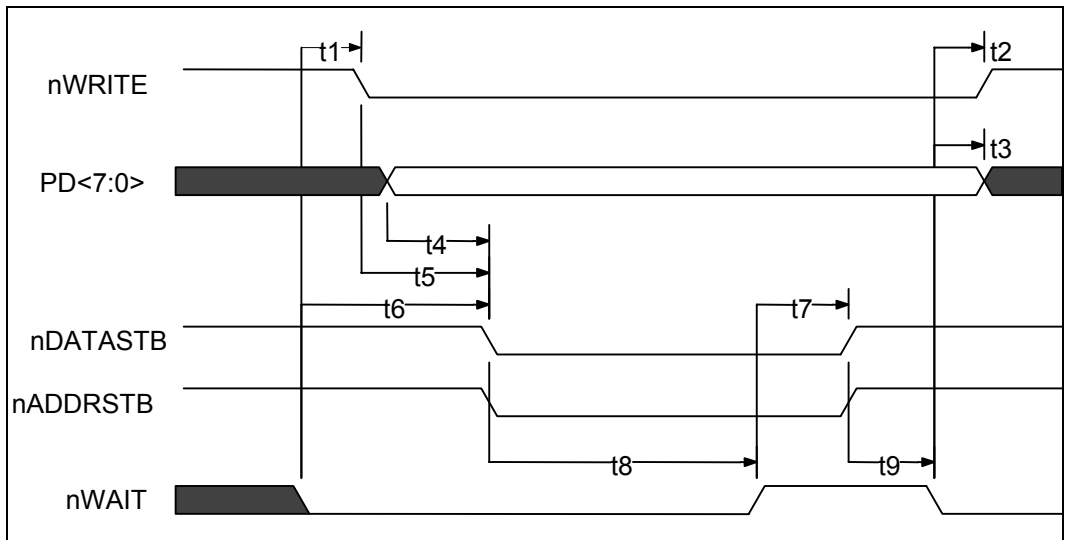 t1
t2
nWRITE
t3
PD<7:0>
t4
t5
t6
t7
nDATASTB
nADDRSTB
t8
t9
nWAIT